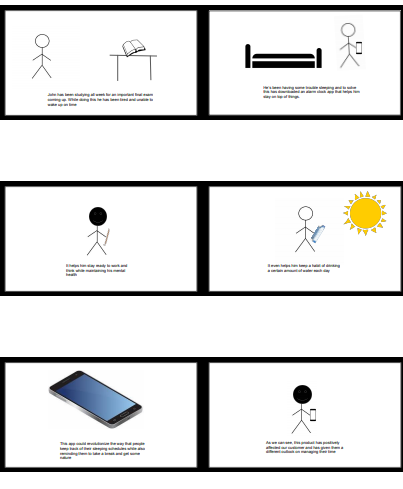 John has been studying all week for an important final exam
coming up. While doing this he has been tired and unable to
wake up on time
He's been having some trouble sleeping and to solve
this has downloaded an alarm clock app that helps him
stay on top of things.
It helps him stay ready to work and
think while maintaining his mental
health
It even helps him keep a habit of drinking
a certain amount of water each day
This app could revolutionize the way that people
keep track of their sleeping schedules while also
reminding them to take a break and get some
nature
As we can see, this product has positively
affected our customer and has given them a
different outlook on managing their time